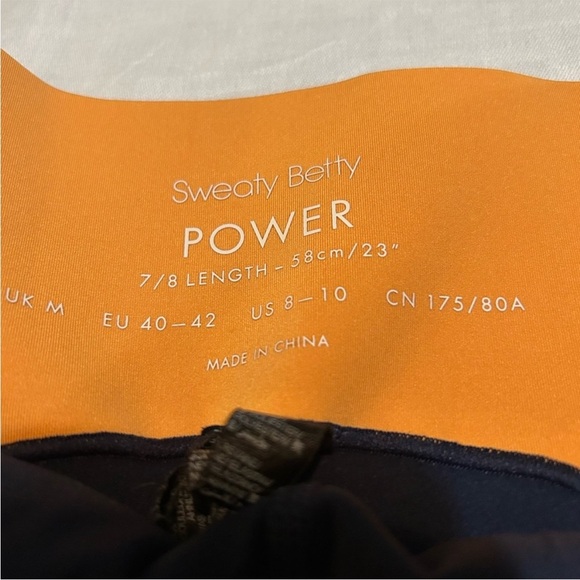 Sweaty Betty
POWER
7/8 LENGTH – 58cm/23"
UK M EU 40–42 US 8–10 CN 175/80A
MADE IN CHINA